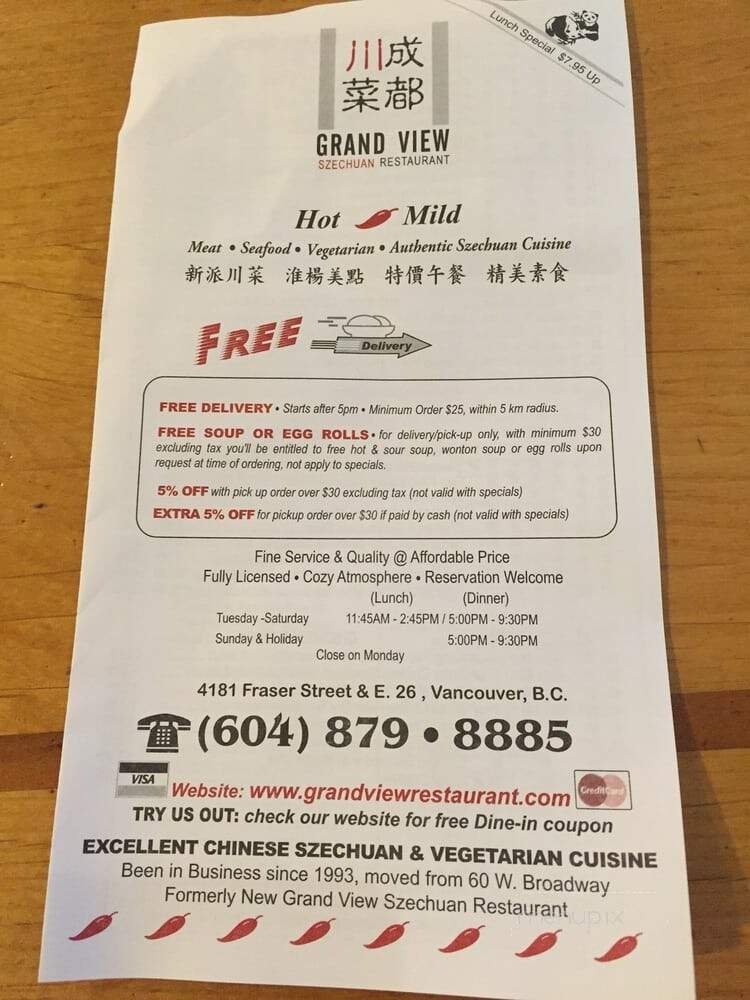 Lunch Special $7.95 Up
川成
菜都
GRAND VIEW
SZECHUAN RESTAURANT
Hot Mild
Meat • Seafood • Vegetarian • Authentic Szechuan Cuisine
新派川菜 淮楊美點 特價午餐 精美素食
FREE Delivery
FREE DELIVERY • Starts after 5pm • Minimum Order $25, within 5 km radius.
FREE SOUP OR EGG ROLLS • for delivery/pick-up only, with minimum $30
excluding tax you'll be entitled to free hot & sour soup, wonton soup or egg rolls upon
request at time of ordering, not apply to specials.
5% OFF with pick up order over $30 excluding tax (not valid with specials)
EXTRA 5% OFF for pickup order over $30 if paid by cash (not valid with specials)
Fine Service & Quality @ Affordable Price
Fully Licensed • Cozy Atmosphere • Reservation Welcome
(Lunch) (Dinner)
Tuesday -Saturday 11:45AM - 2:45PM / 5:00PM - 9:30PM
Sunday & Holiday 5:00PM - 9:30PM
Close on Monday
4181 Fraser Street & E. 26 , Vancouver, B.C.
(604) 879 • 8885
VISA
Website: www.grandviewrestaurant.com
CreditCard
TRY US OUT: check our website for free Dine-in coupon
EXCELLENT CHINESE SZECHUAN & VEGETARIAN CUISINE
Been in Business since 1993, moved from 60 W. Broadway
Formerly New Grand View Szechuan Restaurant
menupix